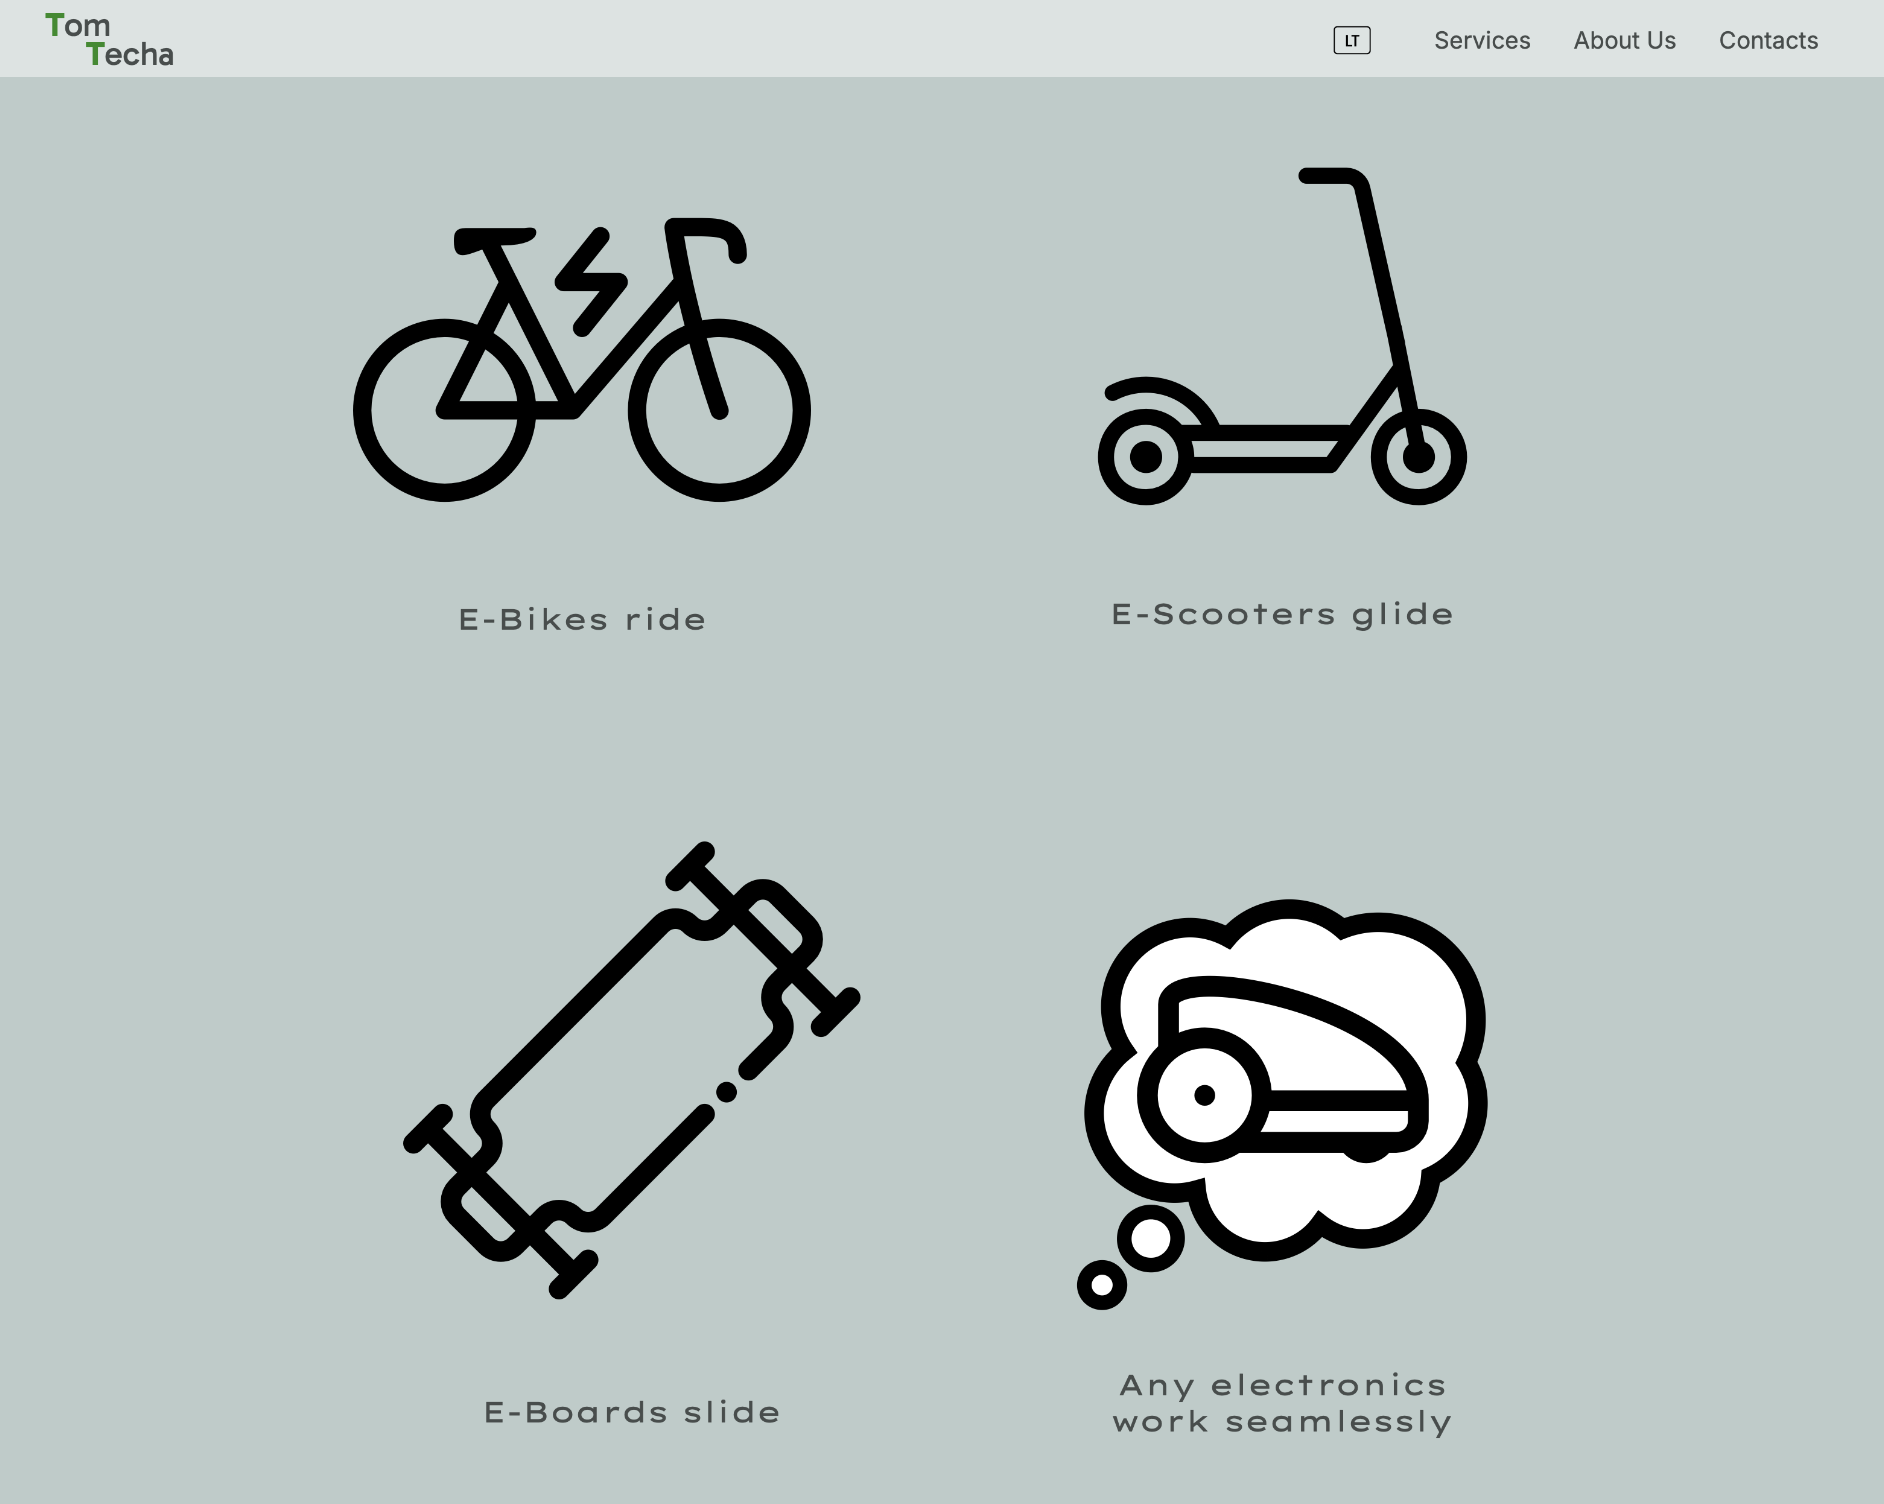 Tom
Techa
LT
Services
About Us
Contacts
E-Bikes ride
E-Scooters glide
E-Boards slide
Any electronics
work seamlessly